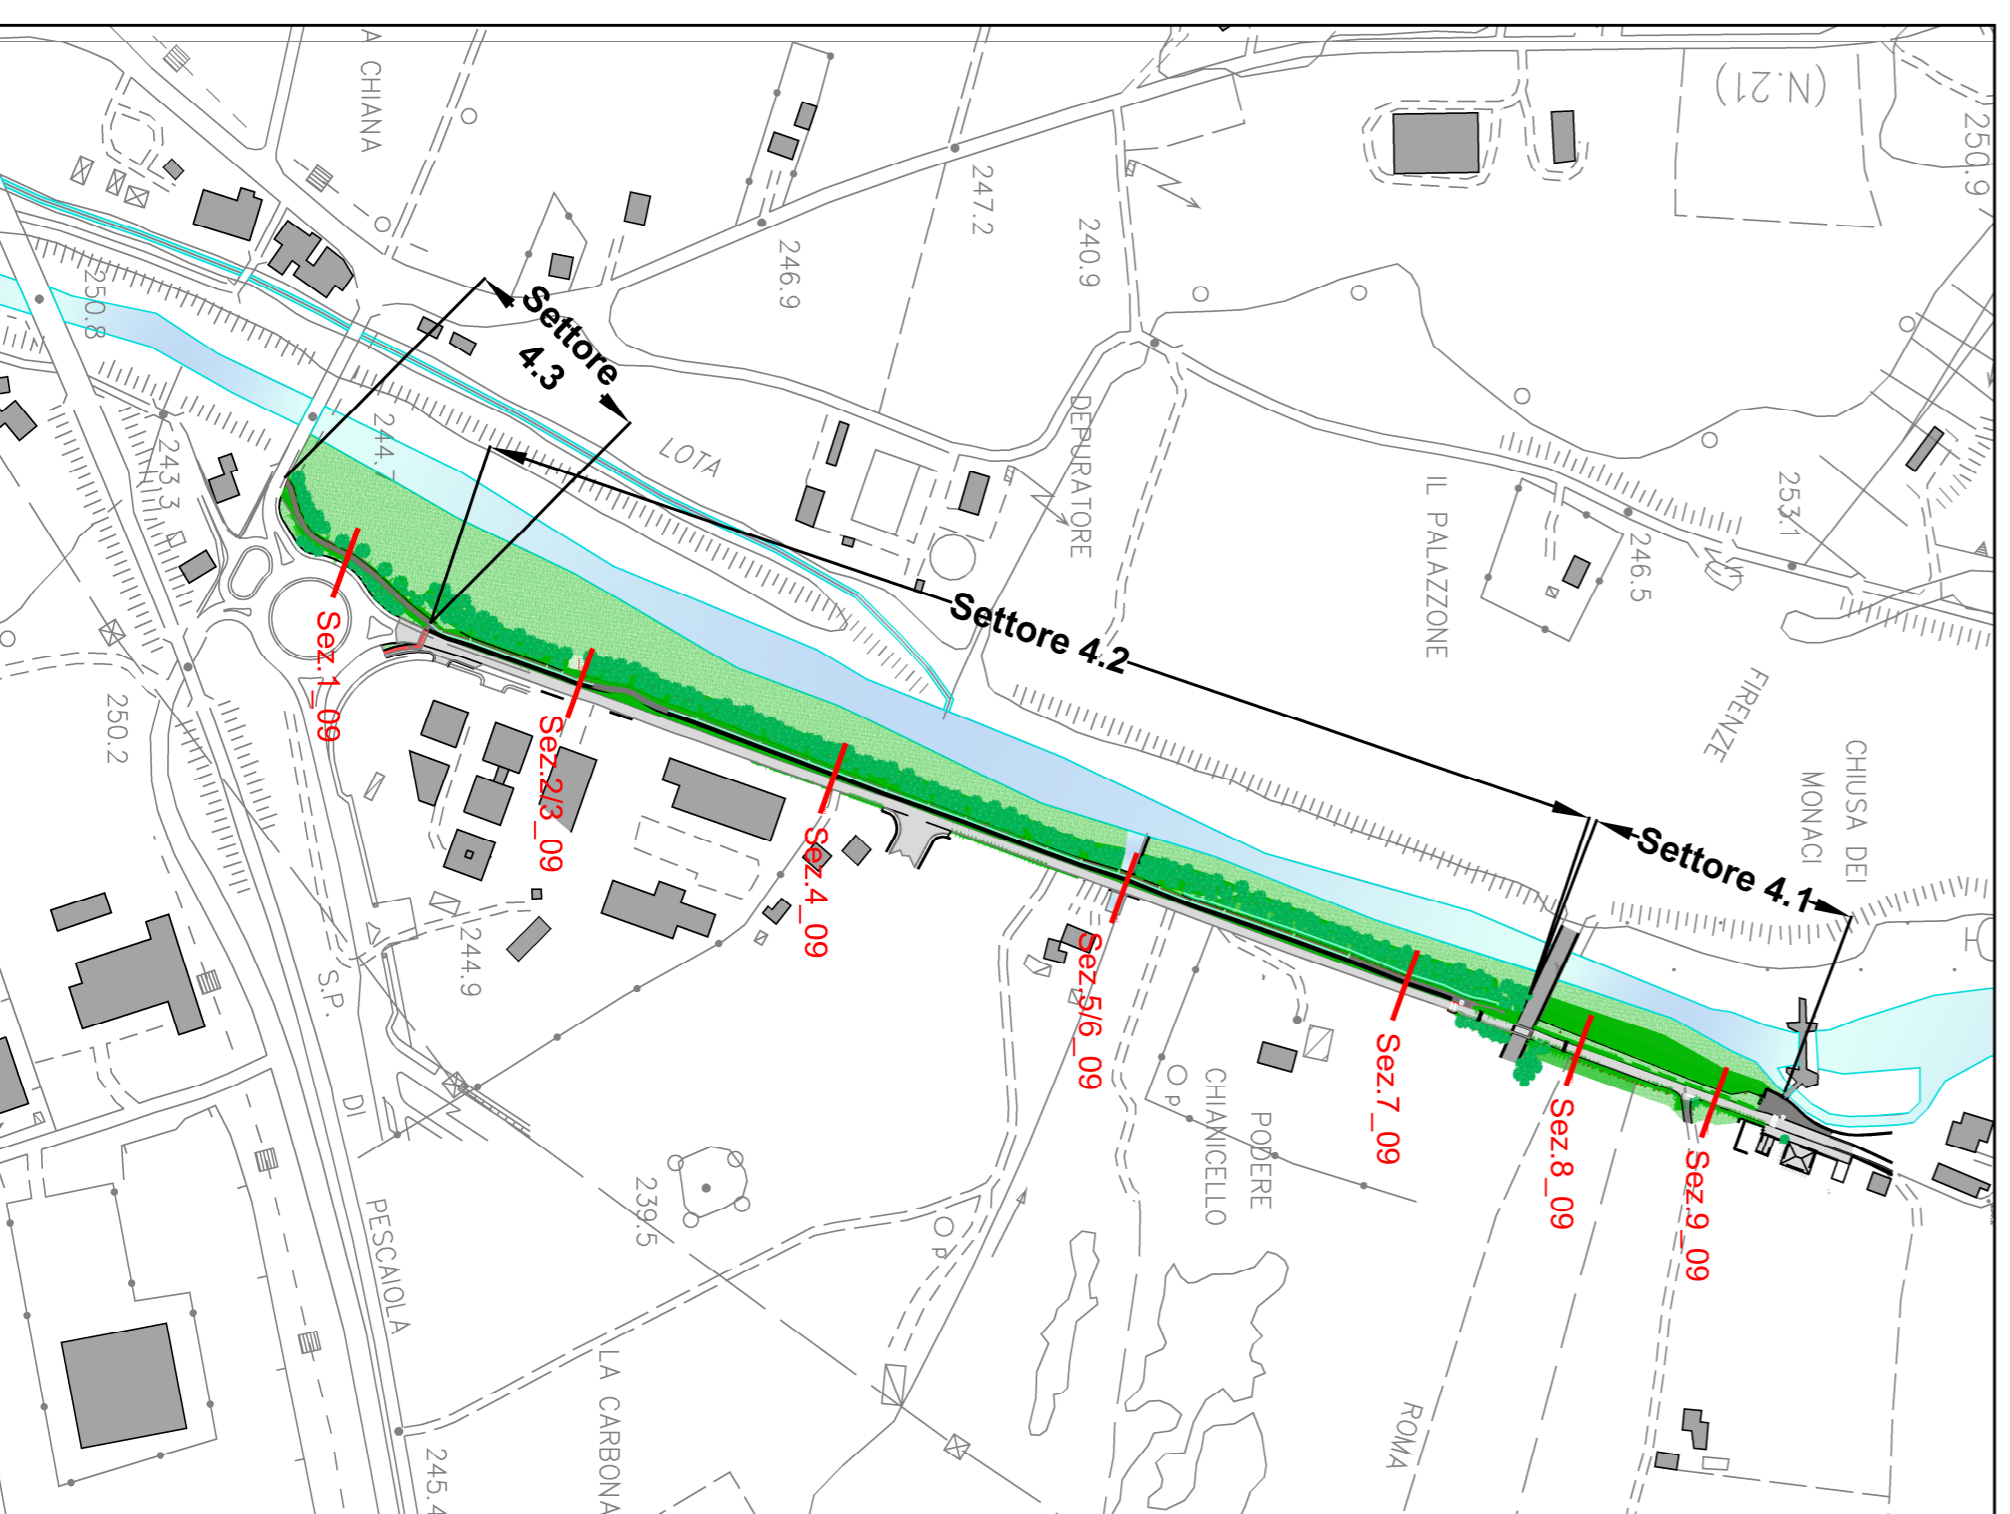 A CHIANA
(N.21)
250.9
247.2
240.9
246.9
250.8
Settore
4.3
244.
243.3
LOTA
DEPURATORE
IL PALAZZONE
253.1
246.5
Settore 4.2
FIRENZE
CHIUSA DEI
MONACI
Settore 4.1
Sez.1_09
250.2
Sez.2/3_09
Sez.4_09
Sez.5/6_09
Sez.7_09
Sez.8_09
Sez.9_09
244.9
S.P.
DI
PESCAIOLA
239.5
p
p
PODERE
CHIANICELLO
LA CARBONA
245.4
ROMA